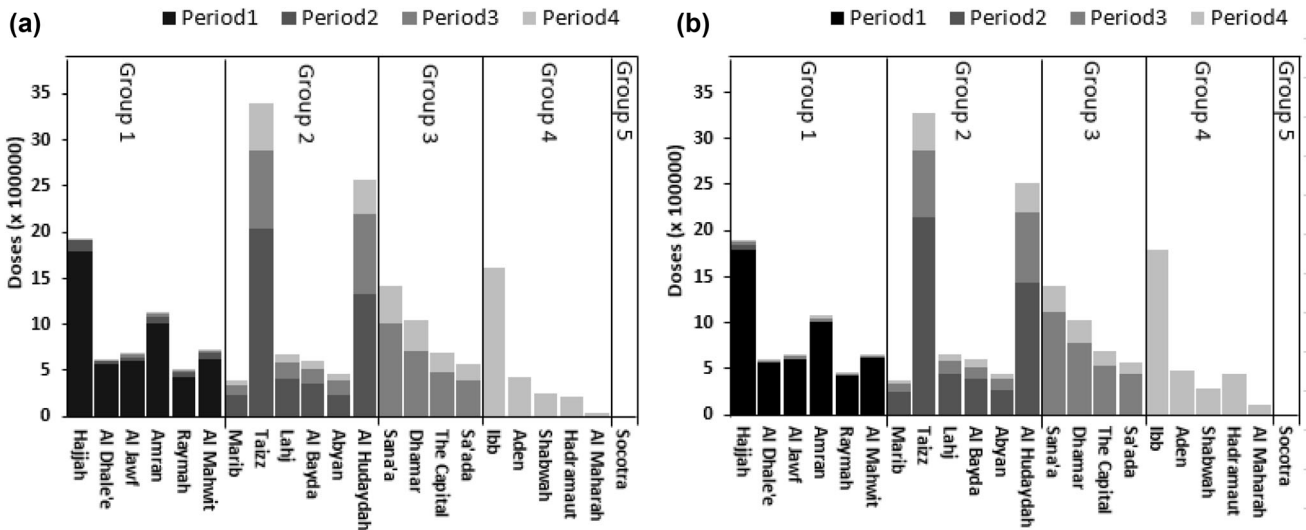 (a)
Period1 Period2 Period3 Period4
Doses (x 100000)
35
30
25
20
15
10
5
0
Group 1
Group 2
Group 3
Group 4
Group 5
Hajjah
Al Dhale'e
Al Jawf
Amran
Raymah
Al Mahwit
Marib
Taizz
Lahj
Al Bayda
Abyan
Al Hudaydah
Sana'a
Dhamar
The Capital
Sa'ada
Ibb
Aden
Shabwah
Hadramaut
Al Maharah
Socotra
(b)
Period1 Period2 Period3 Period4
Doses (x 1000000)
35
30
25
20
15
10
5
0
Group 1
Group 2
Group 3
Group 4
Group 5
Hajjah
Al Dhale'e
Al Jawf
Amran
Raymah
Al Mahwit
Marib
Taizz
Lahj
Al Bayda
Abyan
Al Hudaydah
Sana'a
Dhamar
The Capital
Sa'ada
Ibb
Aden
Shabwah
Hadramaut
Al Maharah
Socotra